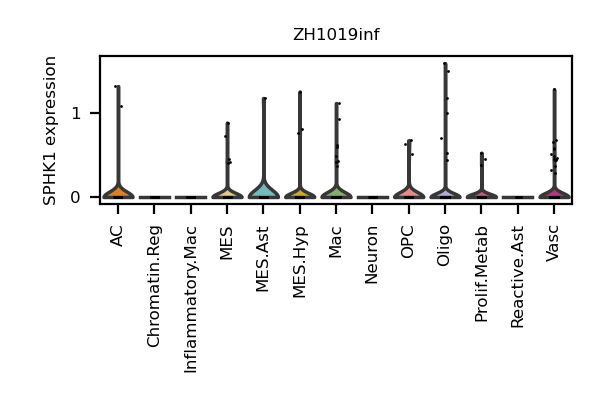 ZH1019inf
SPHK1 expression
1
0
AC
Chromatin.Reg
Inflammatory.Mac
MES
MES.Ast
MES.Hyp
Mac
Neuron
OPC
Oligo
Prolif.Metab
Reactive.Ast
Vasc